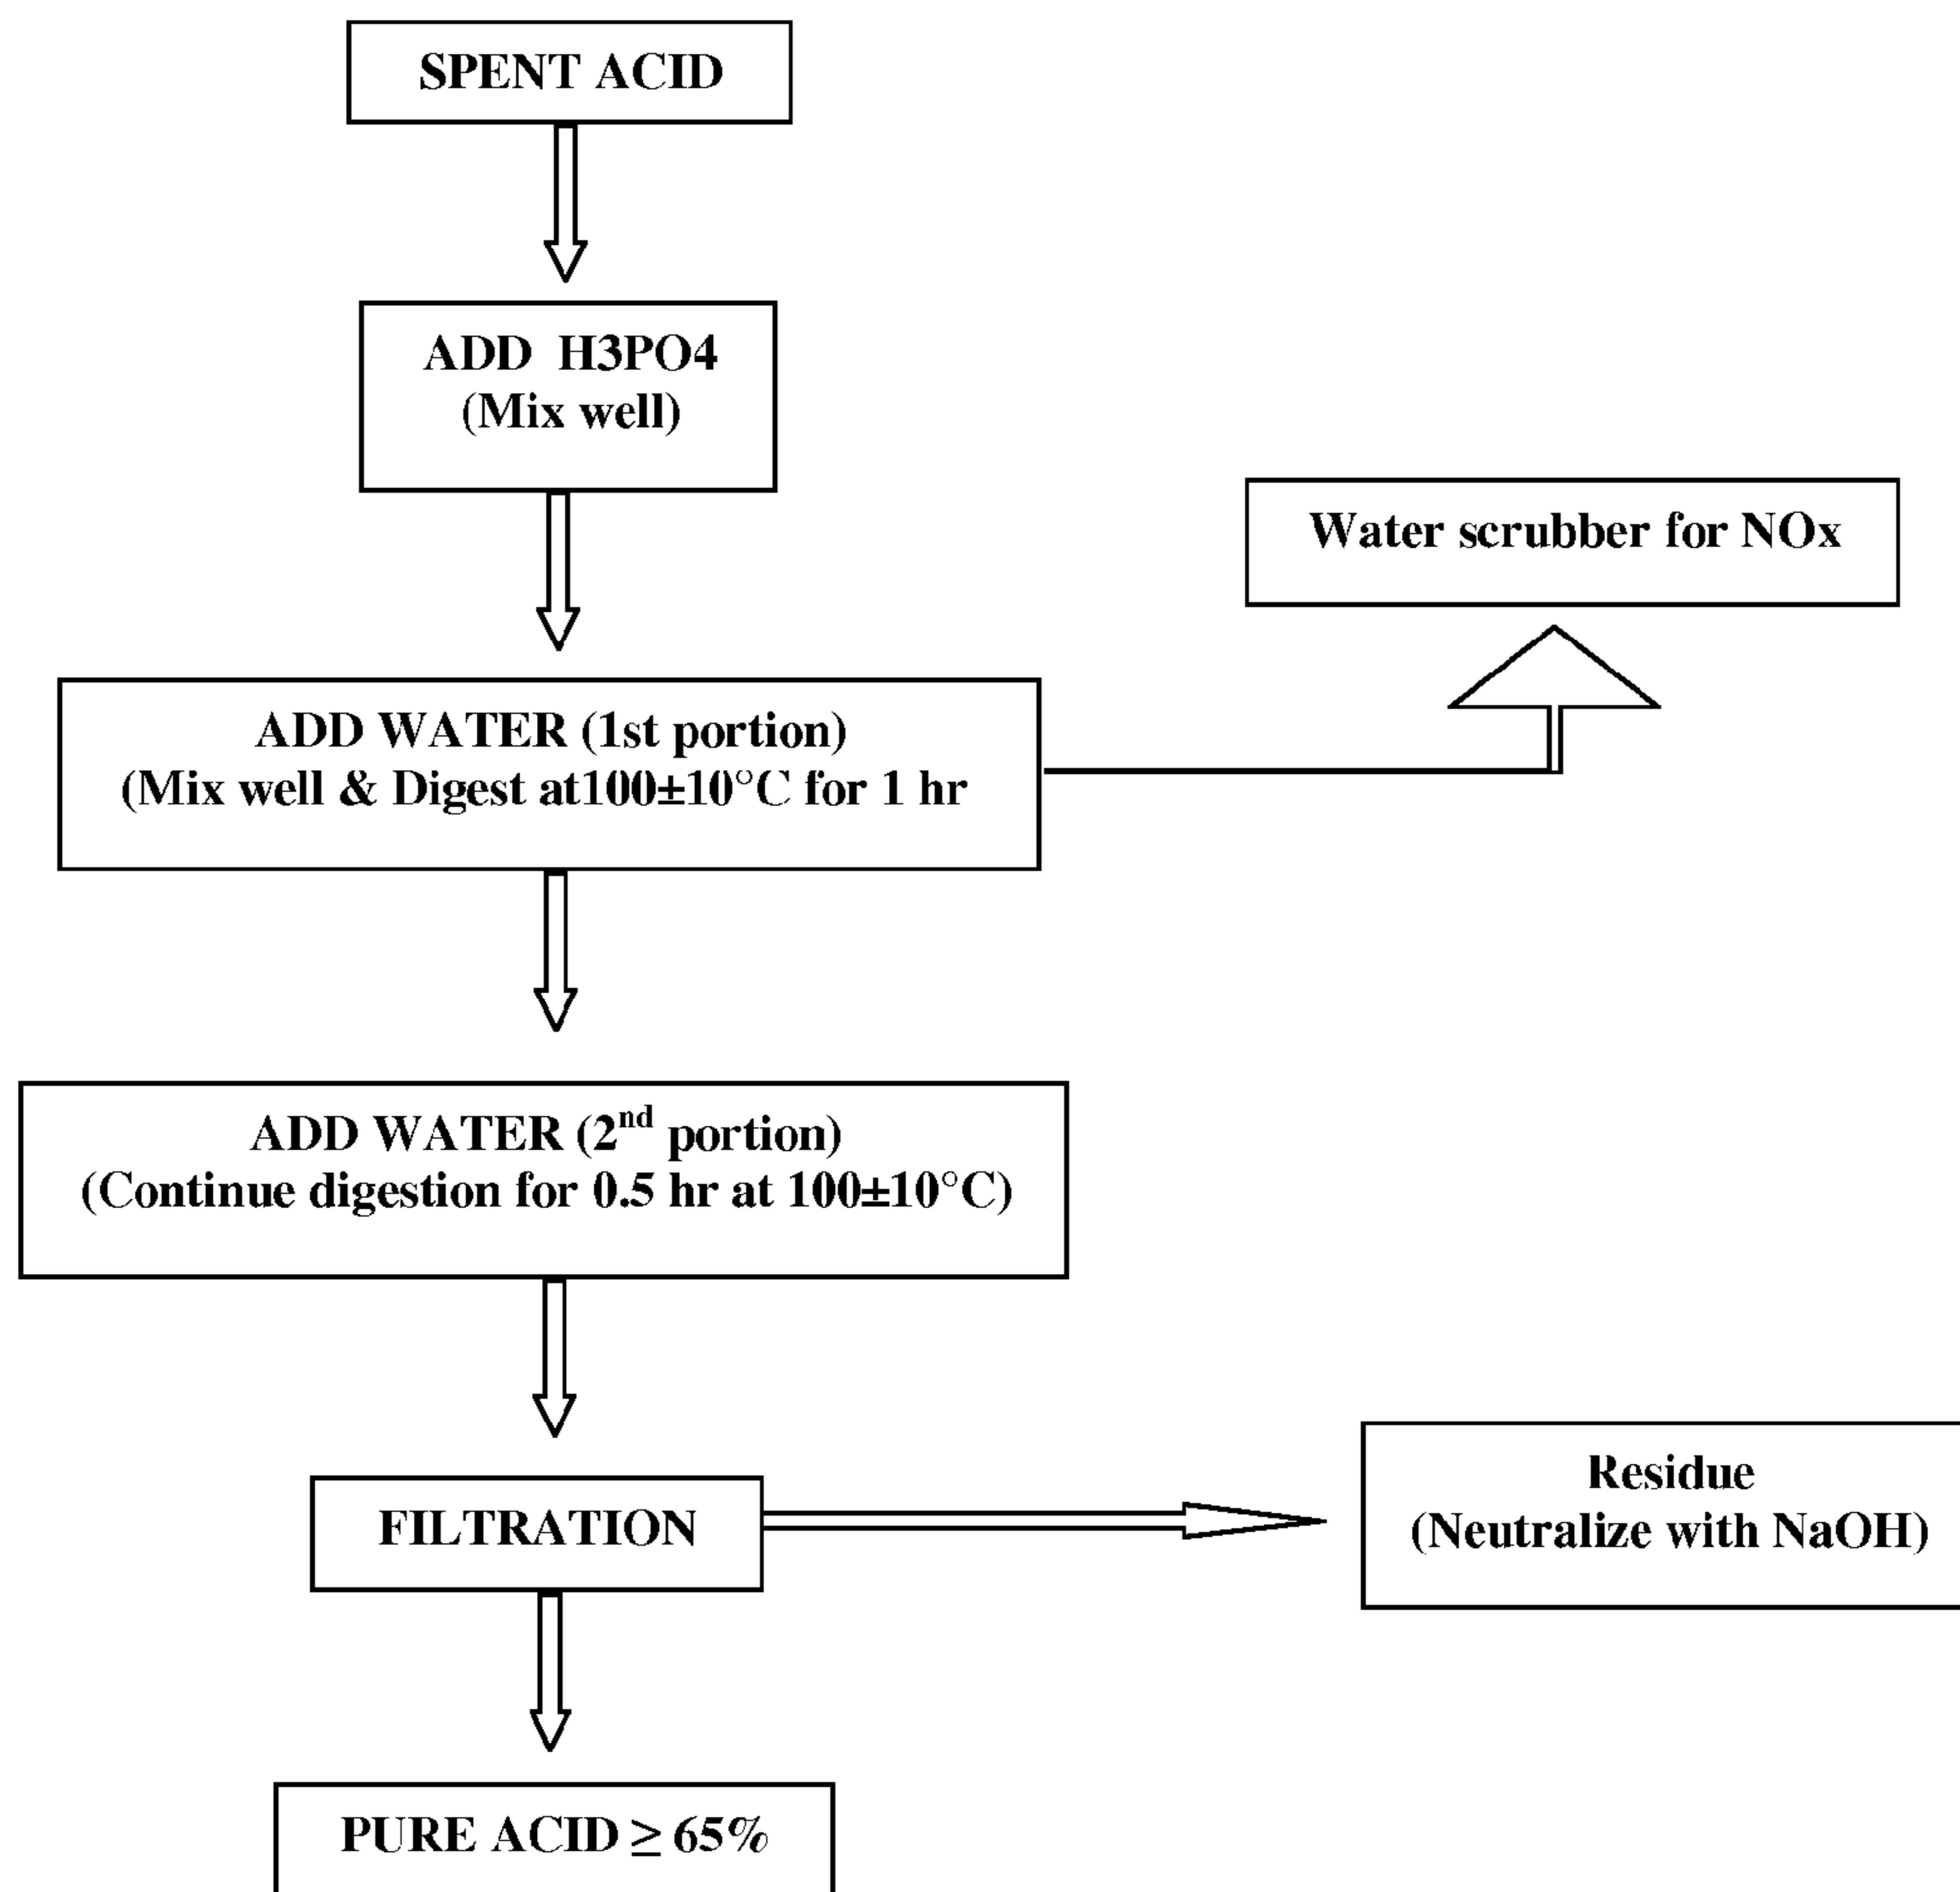 SPENT ACID
ADD H3PO4
(Mix well)
Water scrubber for NOx
ADD WATER (1st portion)
(Mix well & Digest at100±10°C for 1 hr
ADD WATER (2nd portion)
(Continue digestion for 0.5 hr at 100±10°C)
FILTRATION
Residue
(Neutralize with NaOH)
PURE ACID ≥ 65%